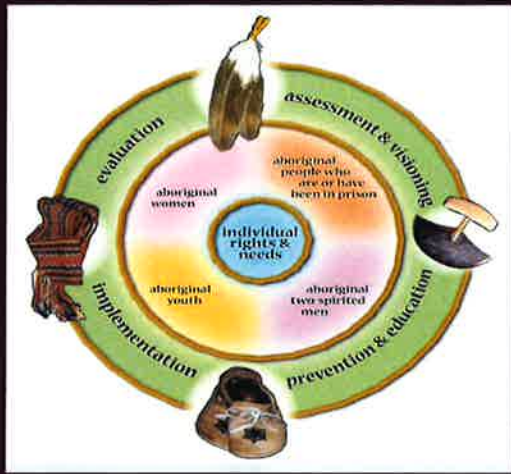 assessment & visioning
prevention & education
implementation
evaluation
aboriginal
people who
are or have
been in prison
aboriginal
two spirited
men
aboriginal
youth
aboriginal
women
individual
rights &
needs